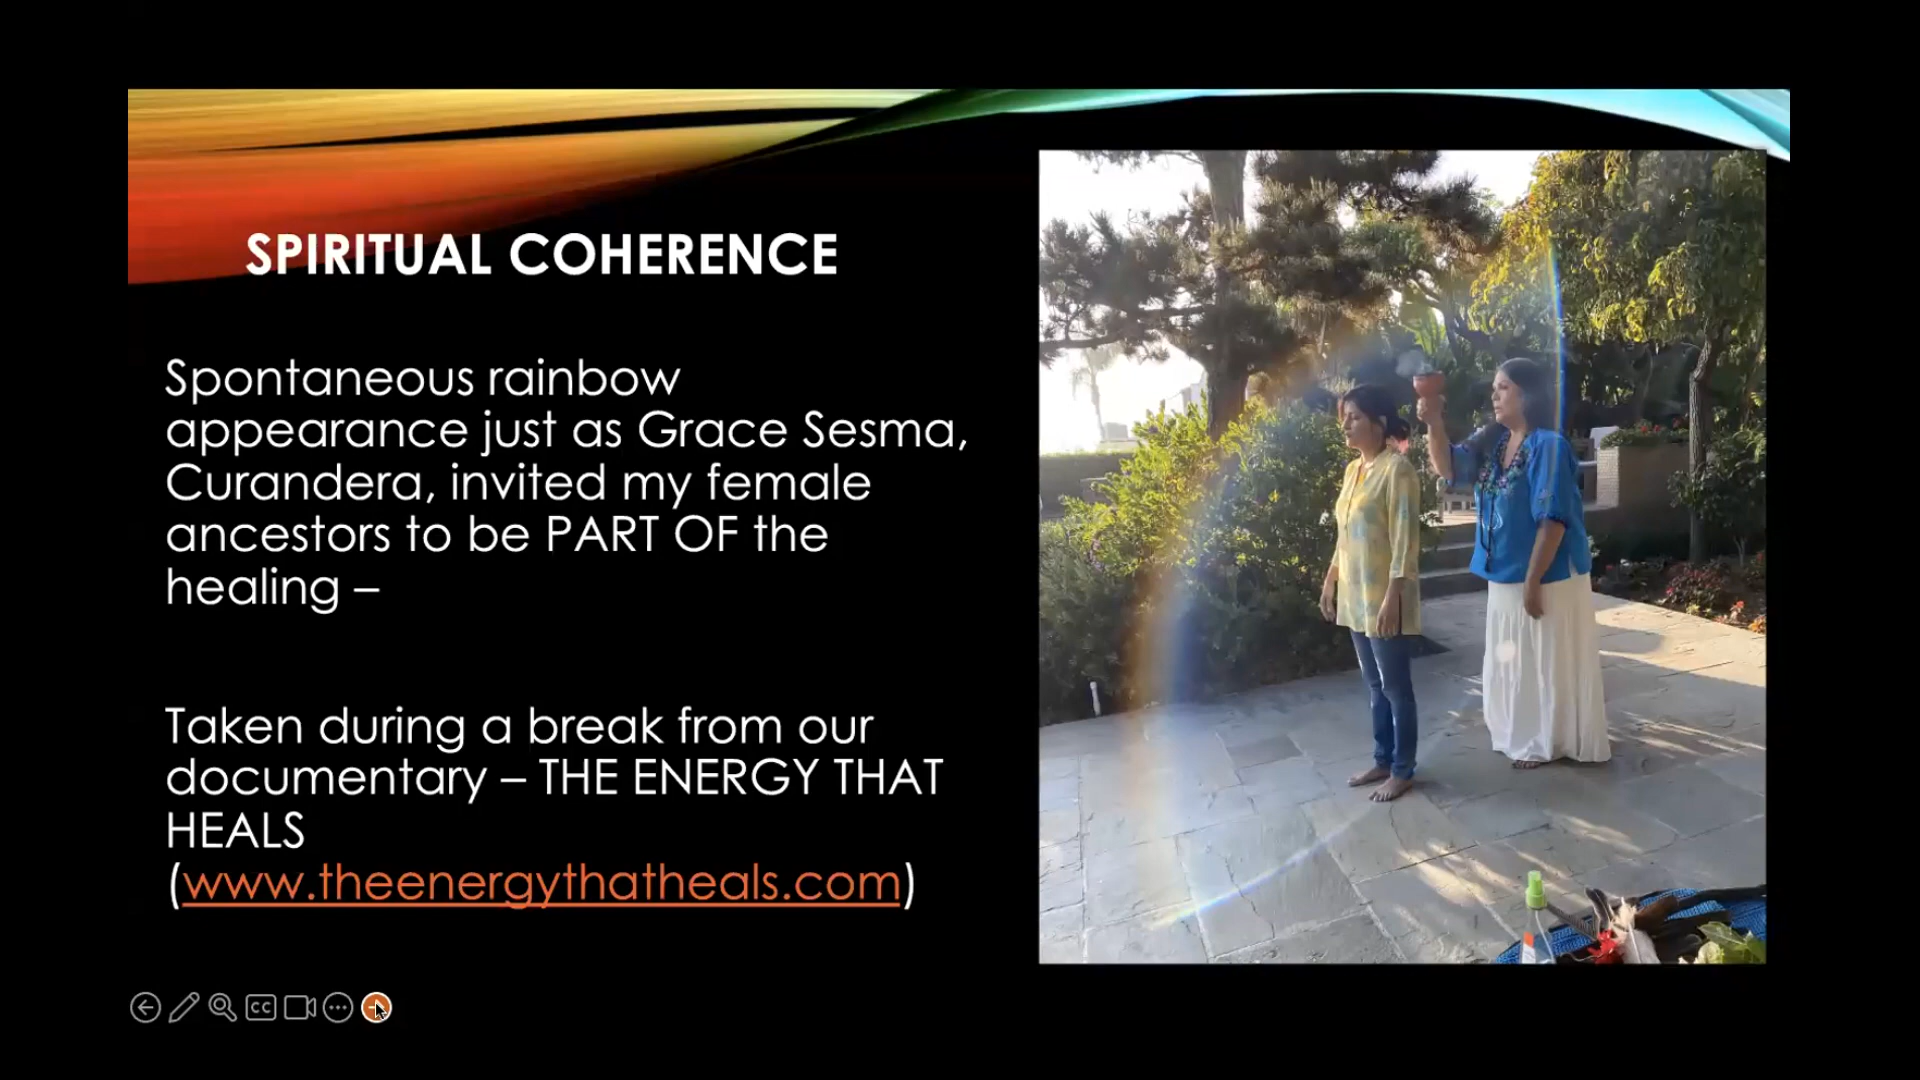 SPIRITUAL COHERENCE
Spontaneous rainbow
appearance just as Grace Sesma,
Curandera, invited my female
ancestors to be PART OF the
healing –
Taken during a break from our
documentary – THE ENERGY THAT
HEALS
(www.theenergythatheals.com)
CC